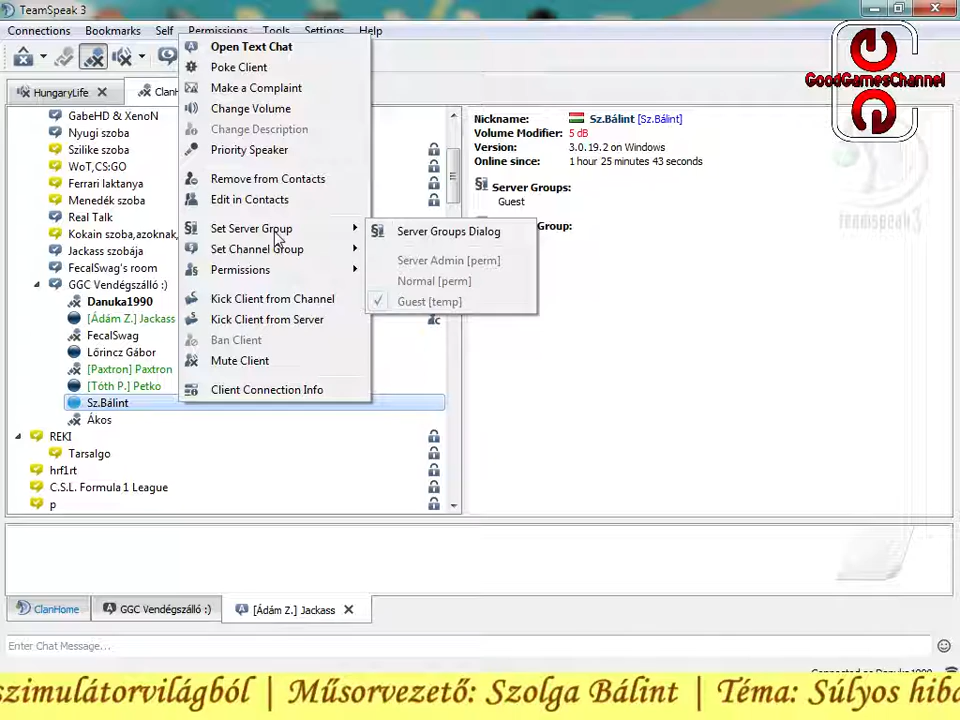 TeamSpeak 3
Connections Bookmarks Self Permissions Tools Settings Help
GoodGamesChannel
HungaryLife
GabeHD & XenoN
Nyugi szoba
Szilike szoba
WoT,CS:GO
Ferrari laktanya
Menedék szoba
Real Talk
Kokain szoba,azoknak,
Jackass szobája
FecalSwag's room
GGC Vendégszálló :)
Danuka1990
[Ádám Z.] Jackass
FecalSwag
Lőrincz Gábor
[Paxtron] Paxtron
[Tóth P.] Petko
Sz.Bálint
Ákos
REKI
Tarsalgo
hrf1rt
C.S.L. Formula 1 League
p
Open Text Chat
Poke Client
Make a Complaint
Change Volume
Change Description
Priority Speaker
Remove from Contacts
Edit in Contacts
Set Server Group
Set Channel Group
Permissions
Kick Client from Channel
Kick Client from Server
Ban Client
Mute Client
Client Connection Info
Server Groups Dialog
Server Admin [perm]
Normal [perm]
Guest [temp]
Nickname: Sz.Bálint [Sz.Bálint]
Volume Modifier: 5 dB
Version: 3.0.19.2 on Windows
Online since: 1 hour 25 minutes 43 seconds
Server Groups:
Guest
Group:
teamspeak3
ClanHome GGC Vendégszálló :) [Ádám Z.] Jackass
Enter Chat Message...
szimulátorvilágból | Műsorvezető: Szolga Bálint | Téma: Súlyos hiba